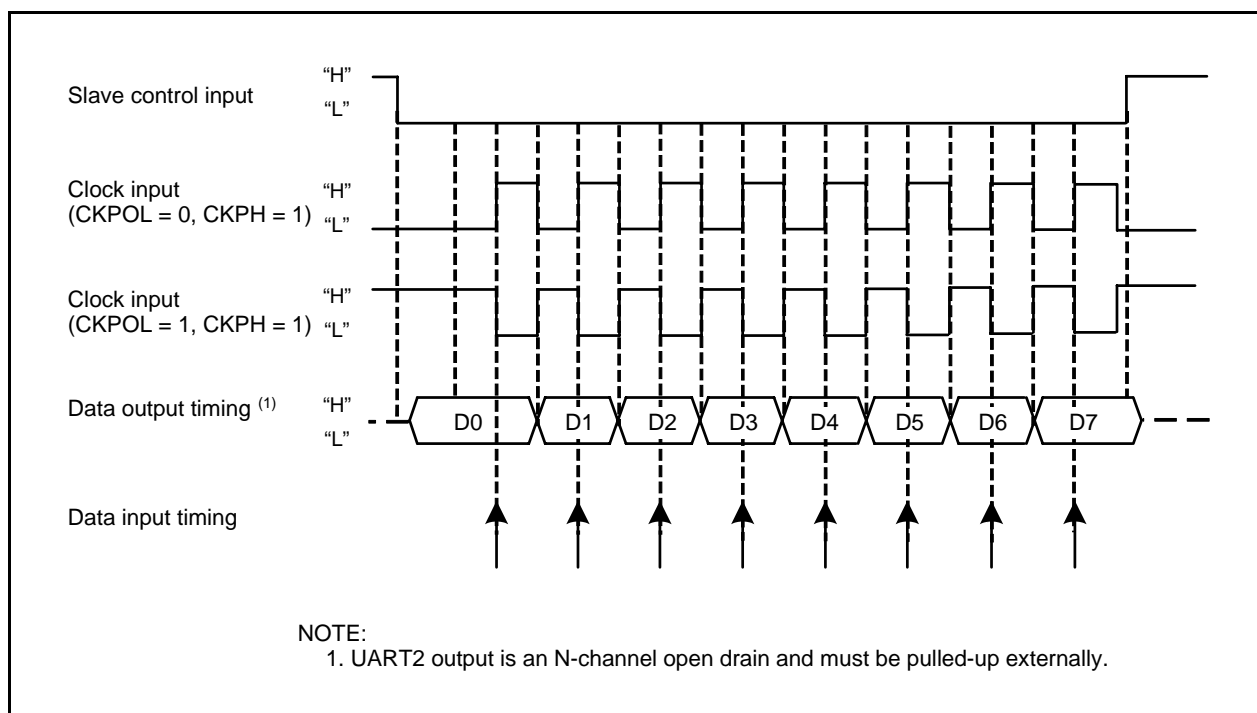 Slave control input
“H”
“L”
Clock input
(CKPOL = 0, CKPH = 1)
“H”
“L”
Clock input
(CKPOL = 1, CKPH = 1)
“H”
“L”
Data output timing (1)
“H”
“L”
D0 D1 D2 D3 D4 D5 D6 D7
Data input timing
NOTE:
1. UART2 output is an N-channel open drain and must be pulled-up externally.